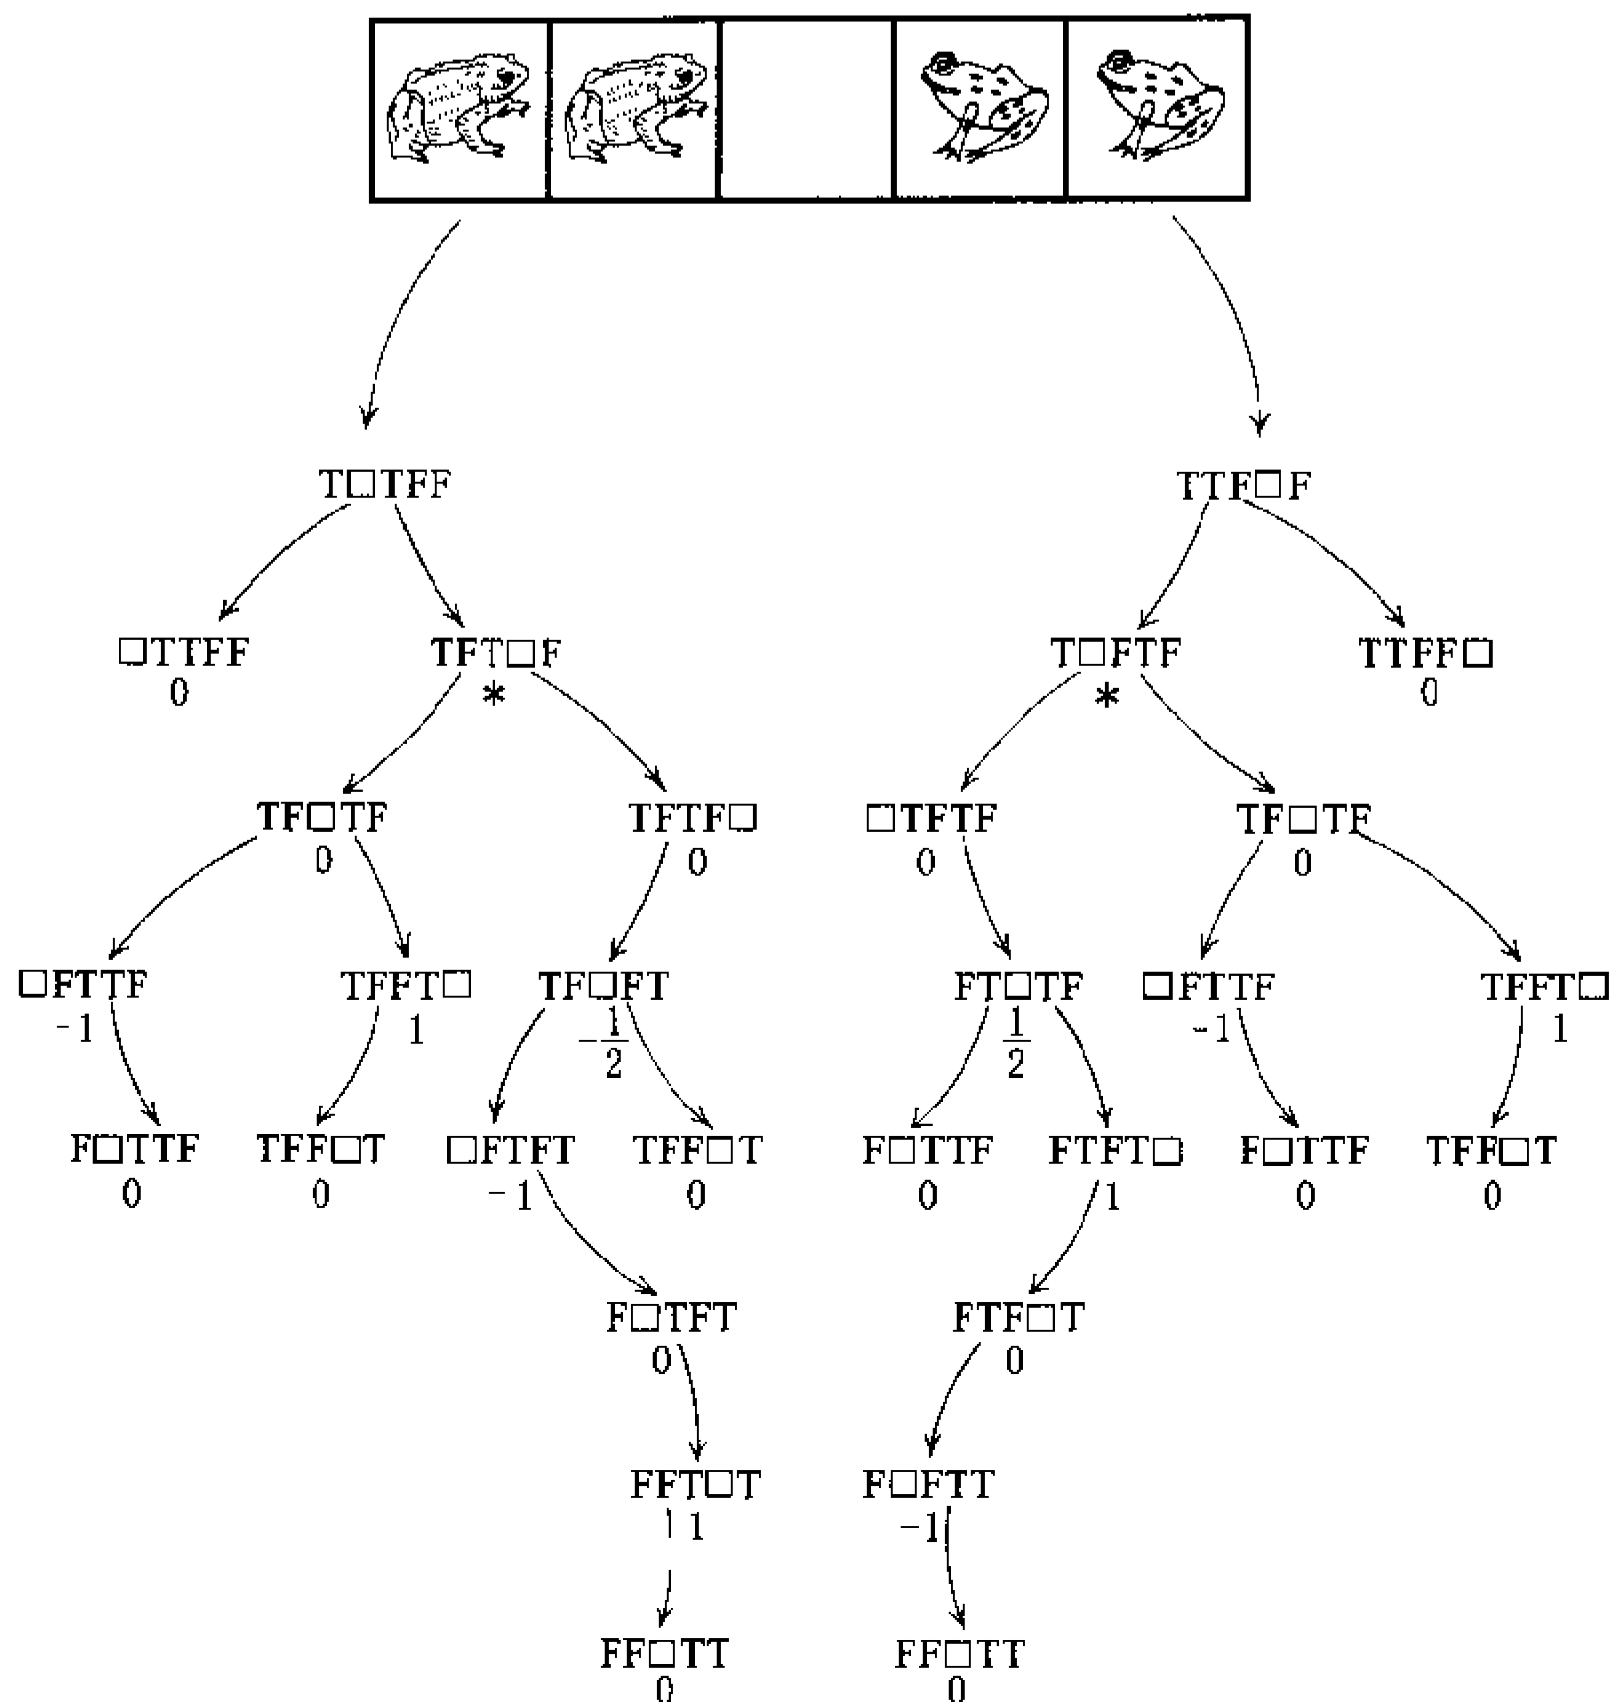 T□TFF TTF□F
□TTFF TFT□F T□FTF TTFF□
0 * * 0
TF□TF TFTF□ □TFTF TF□TF
0 0 0 0
□FTTF TFFT□ TF□FT FT□TF □FTTF TFFT□
-1 1 -1/2 1/2 -1 1
F□TTF TFF□T □FTFT TFF□T F□TTF FTFT□ F□TTF TFF□T
0 0 -1 0 0 1 0 0
F□TFT FTF□T
0 0
FFT□T F□FTT
1 -1
FF□TT FF□TT
0 0